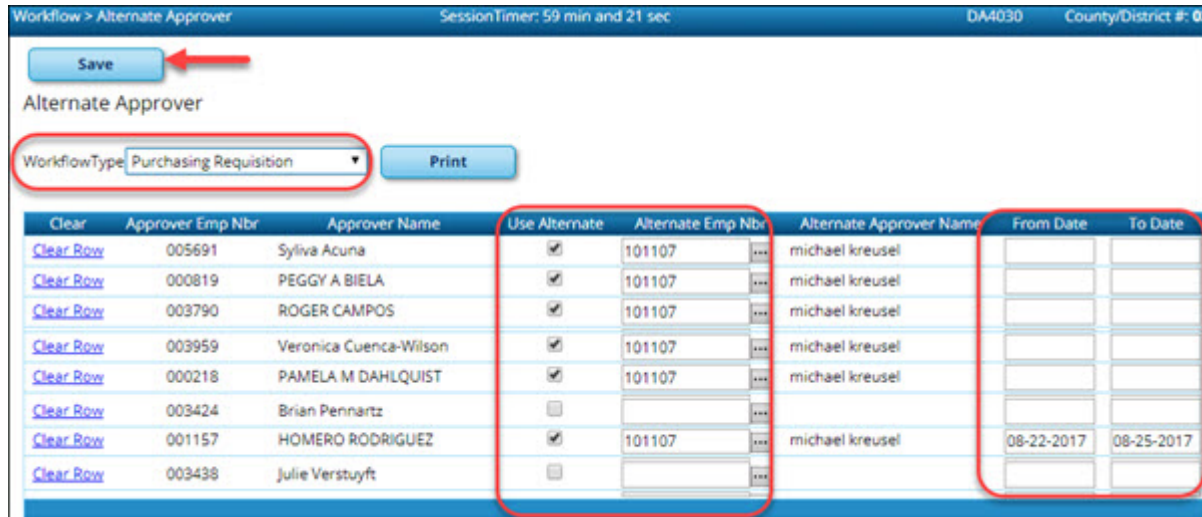 Workflow > Alternate Approver SessionTimer: 59 min and 21 sec DA4030 County/District #: 0
Save
Alternate Approver
WorkflowType Purchasing Requisition Print
Clear Approver Emp Nbr Approver Name Use Alternate Alternate Emp Nbr Alternate Approver Name From Date To Date
Clear Row 005691 Syliva Acuna 101107 ... michael kreusel
Clear Row 000819 PEGGY A BIELA 101107 ... michael kreusel
Clear Row 003790 ROGER CAMPOS 101107 ... michael kreusel
Clear Row 003959 Veronica Cuenca-Wilson 101107 ... michael kreusel
Clear Row 000218 PAMELA M DAHLQUIST 101107 ... michael kreusel
Clear Row 003424 Brian Pennartz ...
Clear Row 001157 HOMERO RODRIGUEZ 101107 ... michael kreusel 08-22-2017 08-25-2017
Clear Row 003438 Julie Verstuyft ...